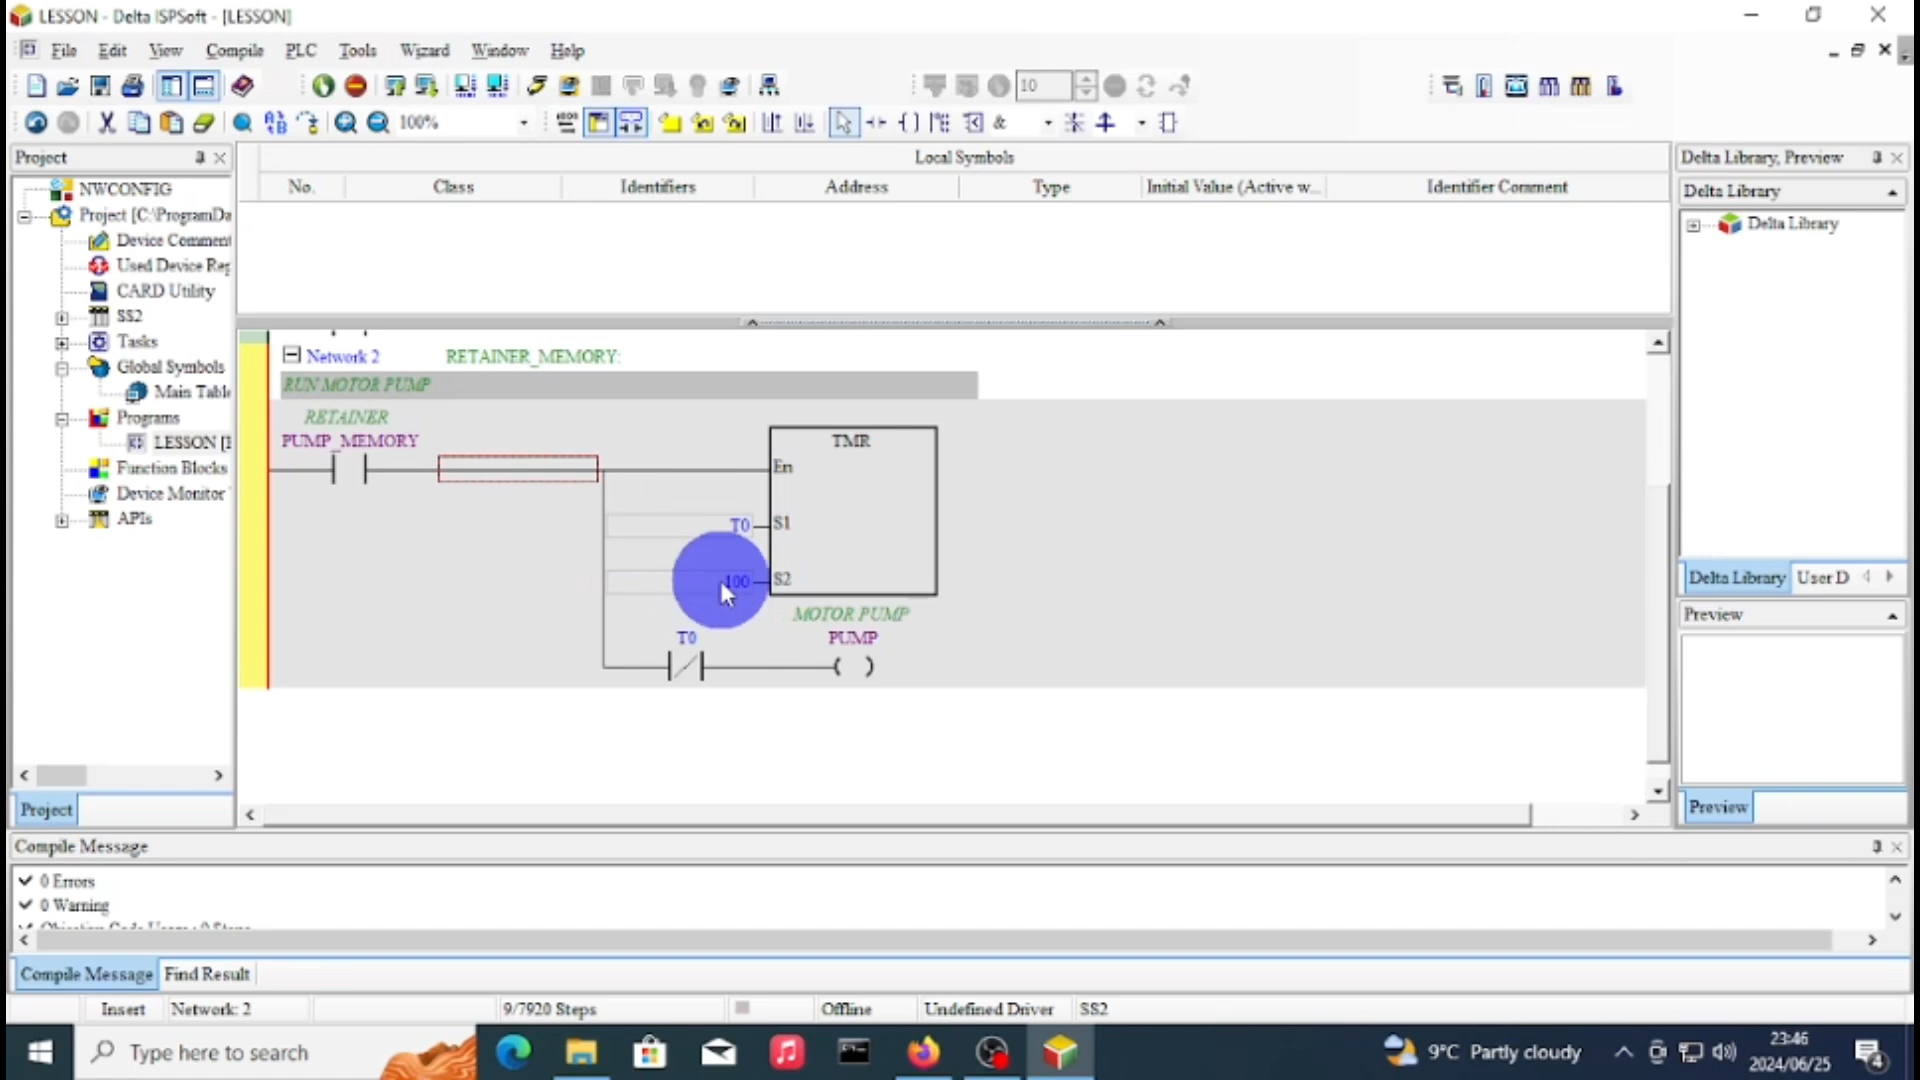 LESSON - Delta ISPSoft - [LESSON]
File Edit View Compile PLC Tools Wizard Window Help
10
100%
Project
NWCONFIG
Project [C:\ProgramDa
Device Comment
Used Device Rep
CARD Utility
SS2
Tasks
Global Symbols
Main Table
Programs
LESSON [
Function Blocks
Device Monitor
APIs
Project
Local Symbols
No. Class Identifiers Address Type Initial Value (Active w... Identifier Comment
Network 2 RETAINER_MEMORY:
RUN MOTOR PUMP
RETAINER
PUMP_MEMORY
TMR
En
T0 S1
100 S2
MOTOR PUMP
T0 PUMP
Delta Library, Preview
Delta Library
Delta Library
Delta Library User D
Preview
Preview
Compile Message
0 Errors
0 Warning
Compile Message Find Result
Insert Network: 2 9/7920 Steps Offline Undefined Driver SS2
Type here to search
9°C Partly cloudy
23:46
2024/06/25
4